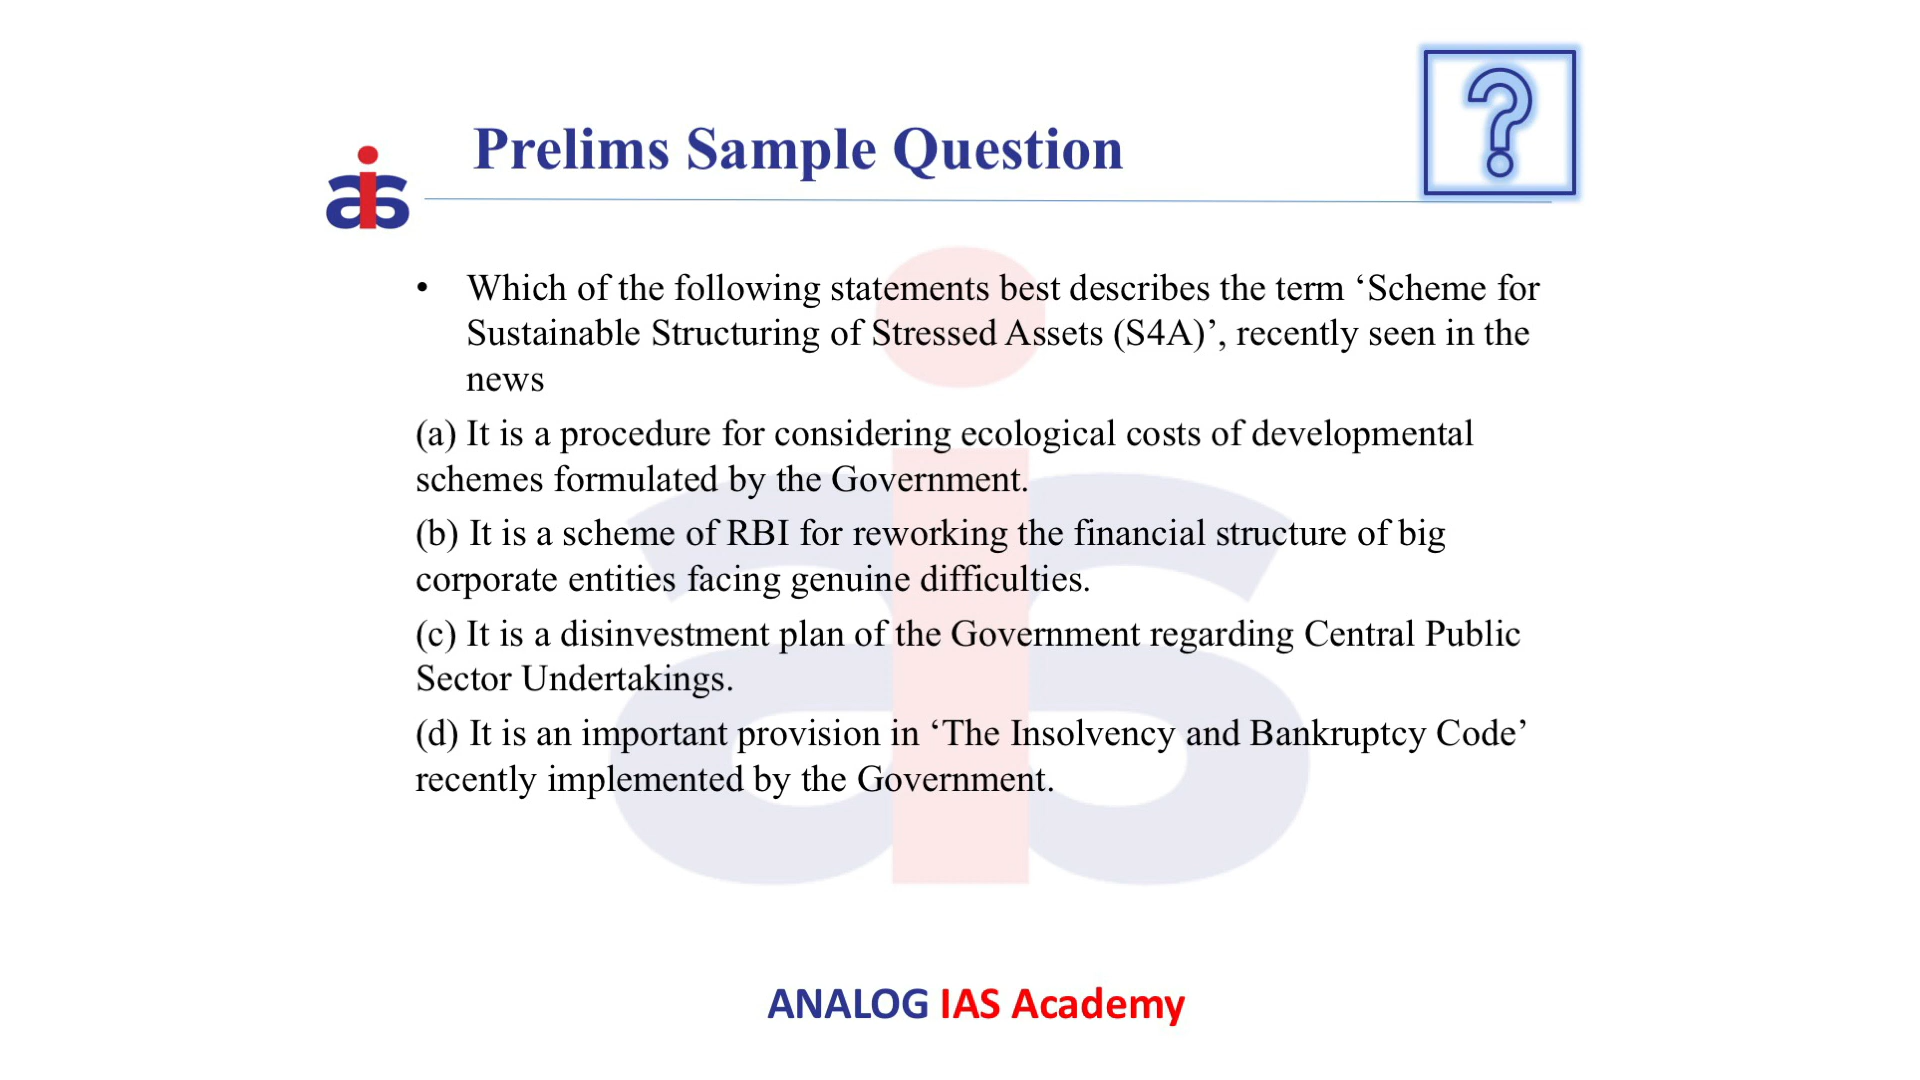 Prelims Sample Question
ais
• Which of the following statements best describes the term ‘Scheme for
Sustainable Structuring of Stressed Assets (S4A)’, recently seen in the
news
(a) It is a procedure for considering ecological costs of developmental
schemes formulated by the Government.
(b) It is a scheme of RBI for reworking the financial structure of big
corporate entities facing genuine difficulties.
(c) It is a disinvestment plan of the Government regarding Central Public
Sector Undertakings.
(d) It is an important provision in ‘The Insolvency and Bankruptcy Code’
recently implemented by the Government.
ANALOG IAS Academy